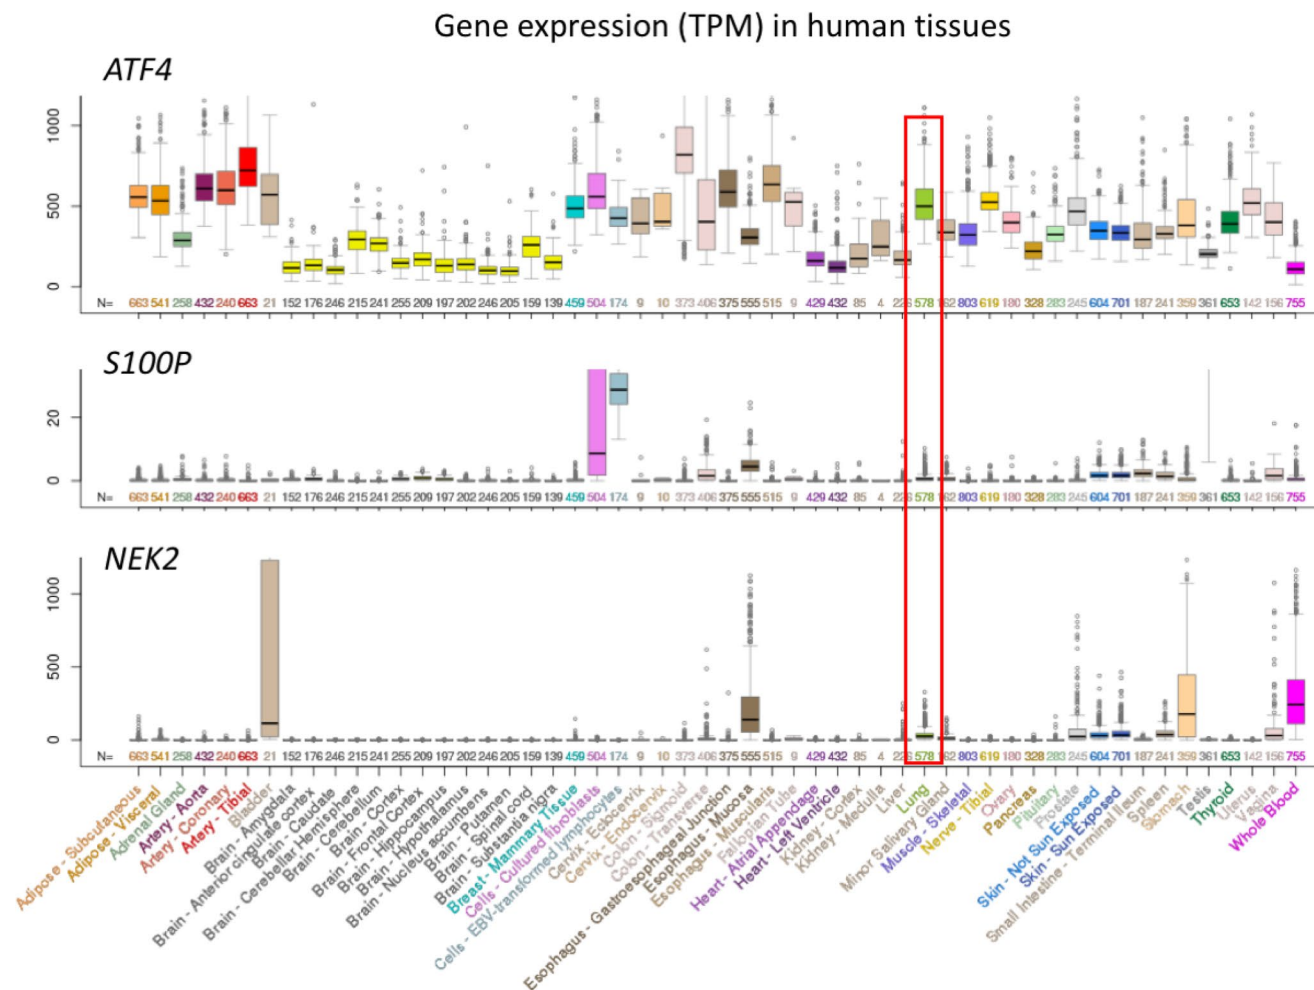 Gene expression (TPM) in human tissues
ATF4
1000
500
0
N= 663 541 258 432 240 663 21 152 176 246 215 241 255 209 197 202 246 205 159 139 459 504 174 9 10 373 406 375 555 515 9 429 432 85 4 226 578 162 803 619 180 328 283 245 604 701 187 241 359 361 653 142 156 755
S100P
20
0
N= 663 541 258 432 240 663 21 152 176 246 215 241 255 209 197 202 246 205 159 139 459 504 174 9 10 373 406 375 555 515 9 429 432 85 4 226 578 162 803 619 180 328 283 245 604 701 187 241 359 361 653 142 156 755
NEK2
1000
500
0
N= 663 541 258 432 240 663 21 152 176 246 215 241 255 209 197 202 246 205 159 139 459 504 174 9 10 373 406 375 555 515 9 429 432 85 4 226 578 162 803 619 180 328 283 245 604 701 187 241 359 361 653 142 156 755
Adipose - Subcutaneous
Adipose - Visceral
Adrenal Gland
Artery - Aorta
Artery - Coronary
Artery - Tibial
Bladder
Brain - Amygdala
Brain - Anterior cingulate cortex
Brain - Caudate
Brain - Cerebellar Hemisphere
Brain - Cerebellum
Brain - Cortex
Brain - Frontal Cortex
Brain - Hippocampus
Brain - Hypothalamus
Brain - Nucleus accumbens
Brain - Putamen
Brain - Spinal cord
Brain - Substantia nigra
Breast - Mammary Tissue
Cells - Cultured fibroblasts
Cells - EBV-transformed lymphocytes
Cervix - Ectocervix
Cervix - Endocervix
Colon - Sigmoid
Colon - Transverse
Esophagus - Gastroesophageal Junction
Esophagus - Mucosa
Esophagus - Muscularis
Fallopian Tube
Heart - Atrial Appendage
Heart - Left Ventricle
Kidney - Cortex
Kidney - Medulla
Liver
Lung
Minor Salivary Gland
Muscle - Skeletal
Nerve - Tibial
Ovary
Pancreas
Pituitary
Prostate
Skin - Not Sun Exposed
Skin - Sun Exposed
Small Intestine - Terminal Ileum
Spleen
Stomach
Testis
Thyroid
Uterus
Vagina
Whole Blood